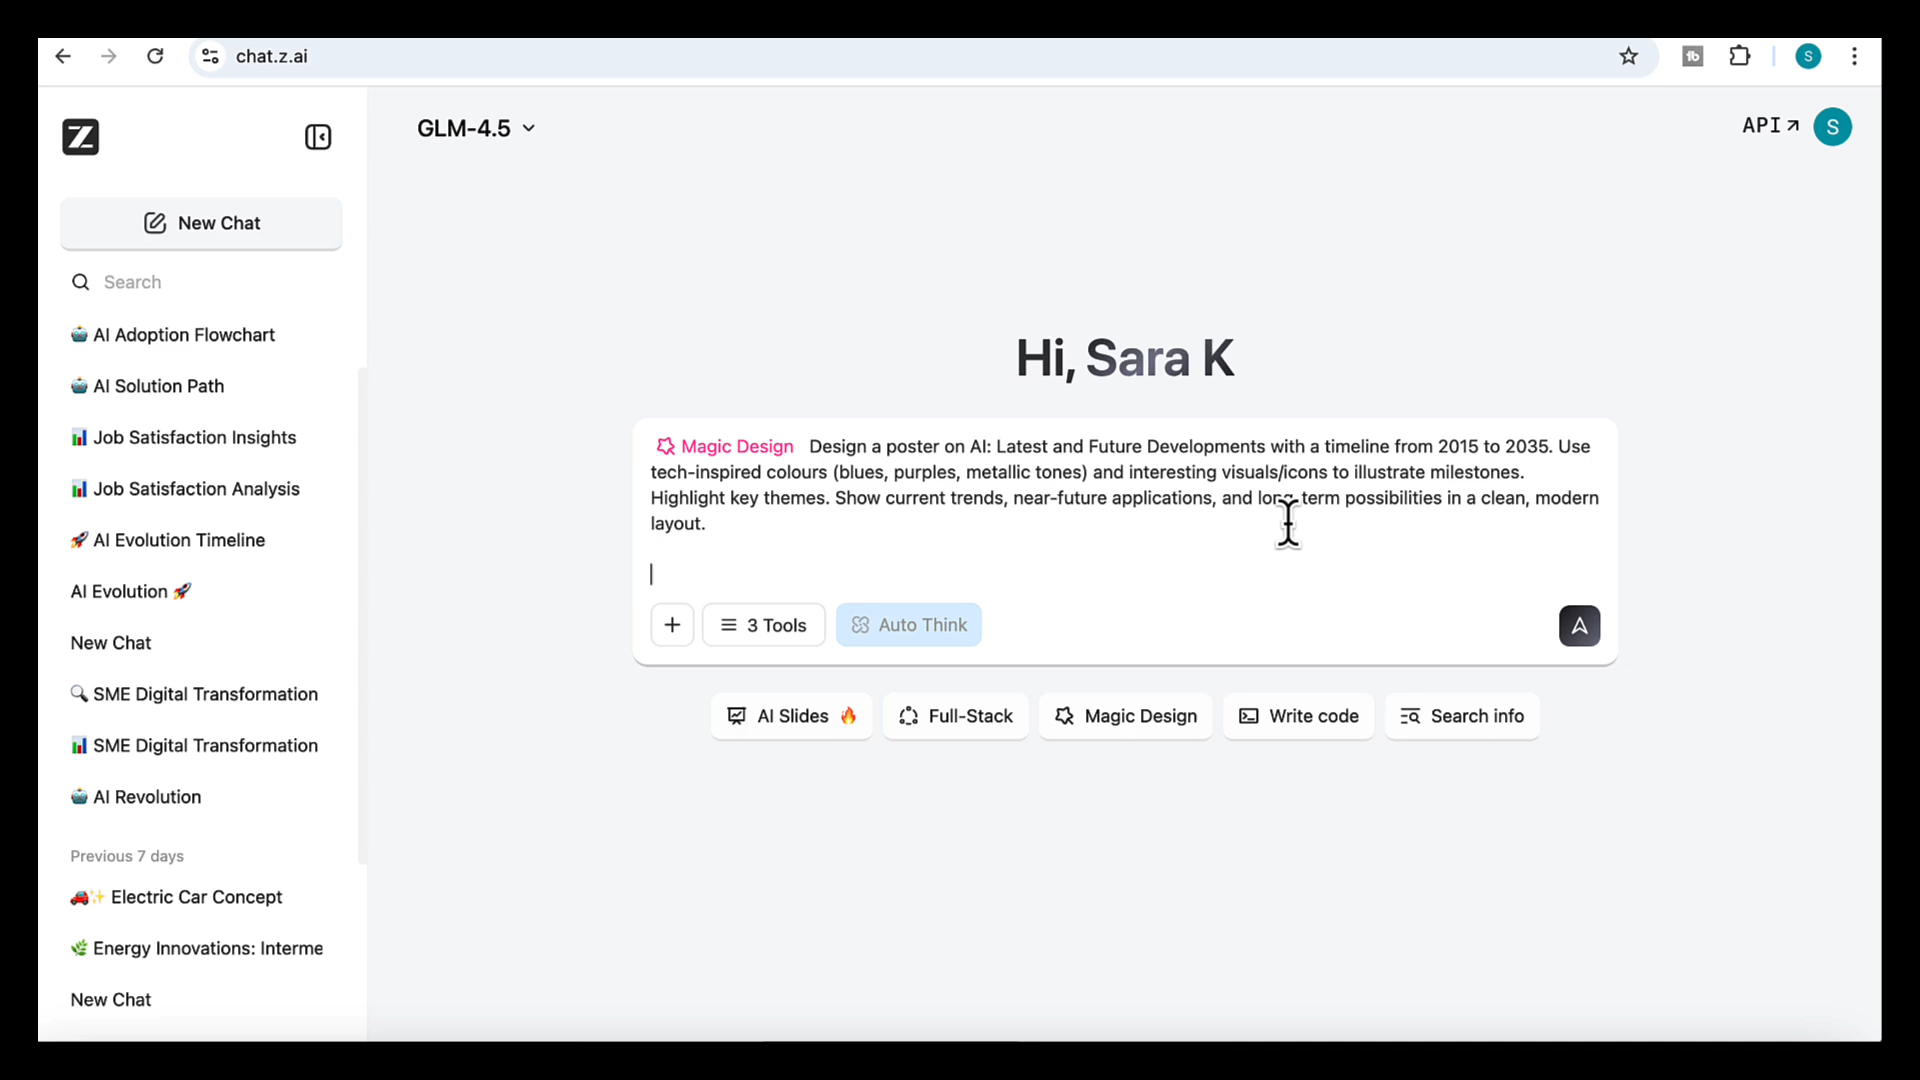 chat.z.ai
S
Z
GLM-4.5
API
S
New Chat
Search
AI Adoption Flowchart
AI Solution Path
Job Satisfaction Insights
Job Satisfaction Analysis
AI Evolution Timeline
AI Evolution
New Chat
SME Digital Transformation
SME Digital Transformation
AI Revolution
Previous 7 days
Electric Car Concept
Energy Innovations: Interme
New Chat
Hi, Sara K
Magic Design Design a poster on AI: Latest and Future Developments with a timeline from 2015 to 2035. Use
tech-inspired colours (blues, purples, metallic tones) and interesting visuals/icons to illustrate milestones.
Highlight key themes. Show current trends, near-future applications, and long-term possibilities in a clean, modern
layout.
3 Tools
Auto Think
AI Slides
Full-Stack
Magic Design
Write code
Search info